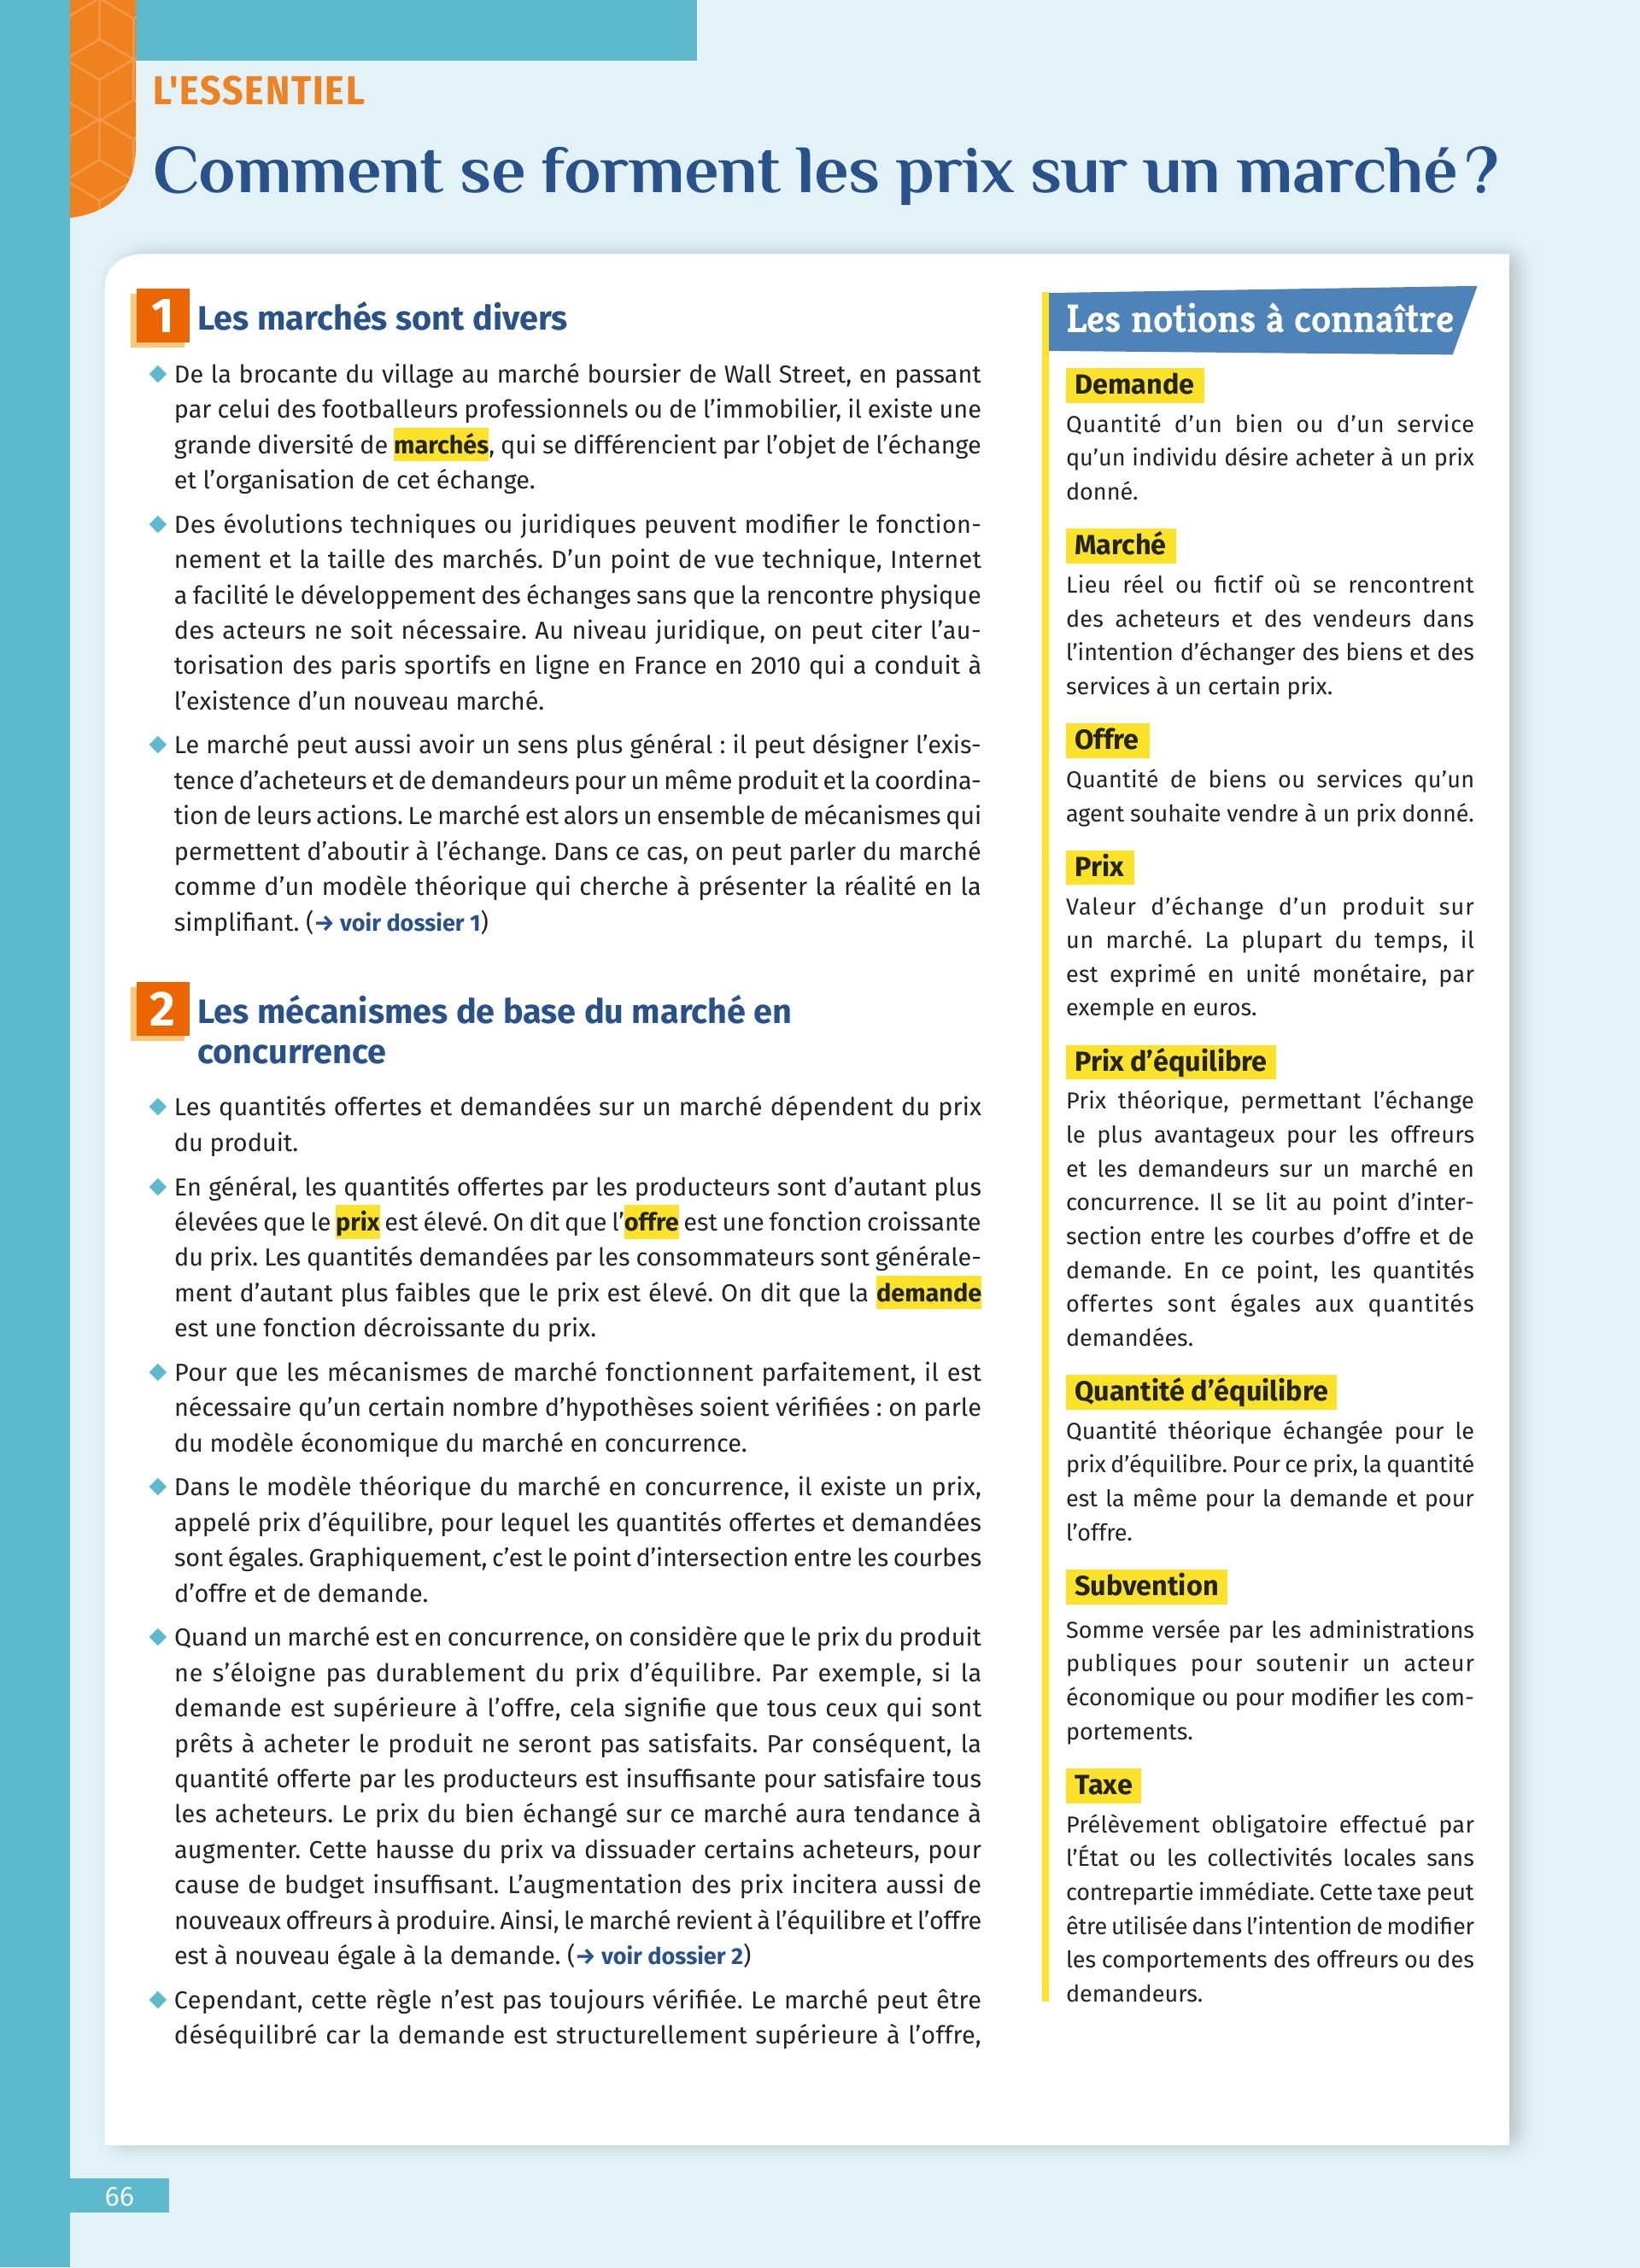 L'ESSENTIEL
Comment se forment les prix sur un marché ?
1 Les marchés sont divers
◆ De la brocante du village au marché boursier de Wall Street, en passant
par celui des footballeurs professionnels ou de l’immobilier, il existe une
grande diversité de marchés, qui se différencient par l’objet de l’échange
et l’organisation de cet échange.
◆ Des évolutions techniques ou juridiques peuvent modifier le fonction-
nement et la taille des marchés. D’un point de vue technique, Internet
a facilité le développement des échanges sans que la rencontre physique
des acteurs ne soit nécessaire. Au niveau juridique, on peut citer l’au-
torisation des paris sportifs en ligne en France en 2010 qui a conduit à
l’existence d’un nouveau marché.
◆ Le marché peut aussi avoir un sens plus général : il peut désigner l’exis-
tence d’acheteurs et de demandeurs pour un même produit et la coordina-
tion de leurs actions. Le marché est alors un ensemble de mécanismes qui
permettent d’aboutir à l’échange. Dans ce cas, on peut parler du marché
comme d’un modèle théorique qui cherche à présenter la réalité en la
simplifiant. (→ voir dossier 1)
2 Les mécanismes de base du marché en
concurrence
◆ Les quantités offertes et demandées sur un marché dépendent du prix
du produit.
◆ En général, les quantités offertes par les producteurs sont d’autant plus
élevées que le prix est élevé. On dit que l’offre est une fonction croissante
du prix. Les quantités demandées par les consommateurs sont générale-
ment d’autant plus faibles que le prix est élevé. On dit que la demande
est une fonction décroissante du prix.
◆ Pour que les mécanismes de marché fonctionnent parfaitement, il est
nécessaire qu’un certain nombre d’hypothèses soient vérifiées : on parle
du modèle économique du marché en concurrence.
◆ Dans le modèle théorique du marché en concurrence, il existe un prix,
appelé prix d’équilibre, pour lequel les quantités offertes et demandées
sont égales. Graphiquement, c’est le point d’intersection entre les courbes
d’offre et de demande.
◆ Quand un marché est en concurrence, on considère que le prix du produit
ne s’éloigne pas durablement du prix d’équilibre. Par exemple, si la
demande est supérieure à l’offre, cela signifie que tous ceux qui sont
prêts à acheter le produit ne seront pas satisfaits. Par conséquent, la
quantité offerte par les producteurs est insuffisante pour satisfaire tous
les acheteurs. Le prix du bien échangé sur ce marché aura tendance à
augmenter. Cette hausse du prix va dissuader certains acheteurs, pour
cause de budget insuffisant. L’augmentation des prix incitera aussi de
nouveaux offreurs à produire. Ainsi, le marché revient à l’équilibre et l’offre
est à nouveau égale à la demande. (→ voir dossier 2)
◆ Cependant, cette règle n’est pas toujours vérifiée. Le marché peut être
déséquilibré car la demande est structurellement supérieure à l’offre,
Les notions à connaître
Demande
Quantité d’un bien ou d’un service
qu’un individu désire acheter à un prix
donné.
Marché
Lieu réel ou fictif où se rencontrent
des acheteurs et des vendeurs dans
l’intention d’échanger des biens et des
services à un certain prix.
Offre
Quantité de biens ou services qu’un
agent souhaite vendre à un prix donné.
Prix
Valeur d’échange d’un produit sur
un marché. La plupart du temps, il
est exprimé en unité monétaire, par
exemple en euros.
Prix d’équilibre
Prix théorique, permettant l’échange
le plus avantageux pour les offreurs
et les demandeurs sur un marché en
concurrence. Il se lit au point d’inter-
section entre les courbes d’offre et de
demande. En ce point, les quantités
offertes sont égales aux quantités
demandées.
Quantité d’équilibre
Quantité théorique échangée pour le
prix d’équilibre. Pour ce prix, la quantité
est la même pour la demande et pour
l’offre.
Subvention
Somme versée par les administrations
publiques pour soutenir un acteur
économique ou pour modifier les com-
portements.
Taxe
Prélèvement obligatoire effectué par
l’État ou les collectivités locales sans
contrepartie immédiate. Cette taxe peut
être utilisée dans l’intention de modifier
les comportements des offreurs ou des
demandeurs.
66